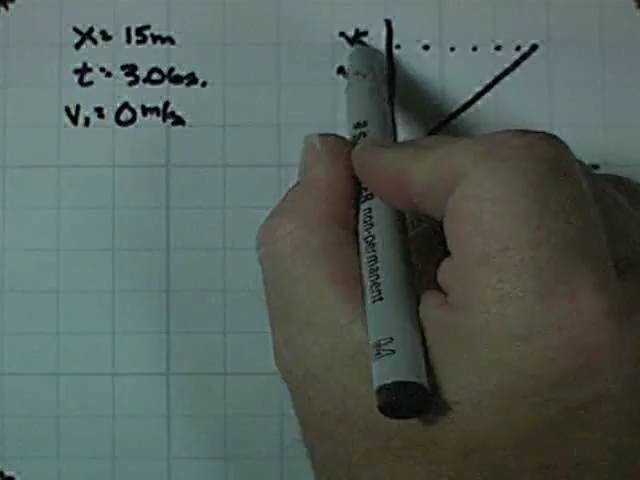 x = 15m
t = 3.06s.
V₁ = 0 m/s
non-permanent